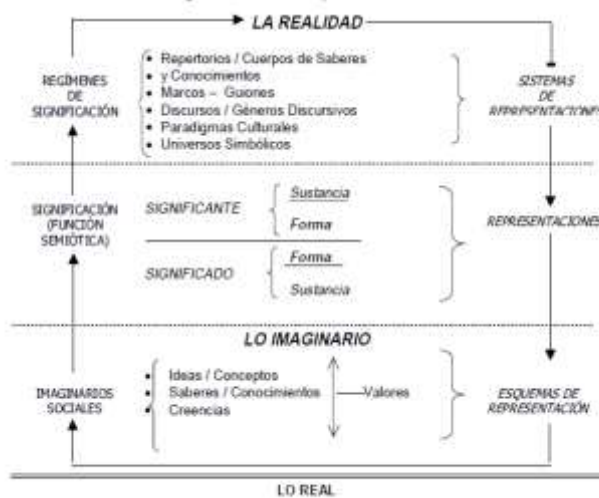 LA REALIDAD
REGÍMENES
DE
SIGNIFICACIÓN
• Repertorios / Cuerpos de Saberes
• y Conocimientos
• Marcos – Guiones
• Discursos / Géneros Discursivos
• Paradigmas Culturales
• Universos Simbólicos
SISTEMAS
DE
REPRESENTACIONES
SIGNIFICACIÓN
(FUNCIÓN
SEMIÓTICA)
SIGNIFICANTE
Sustancia
Forma
SIGNIFICADO
Forma
Sustancia
REPRESENTACIONES
LO IMAGINARIO
IMAGINARIOS
SOCIALES
• Ideas / Conceptos
• Saberes / Conocimientos
• Creencias
Valores
ESQUEMAS DE
REPRESENTACIÓN
LO REAL